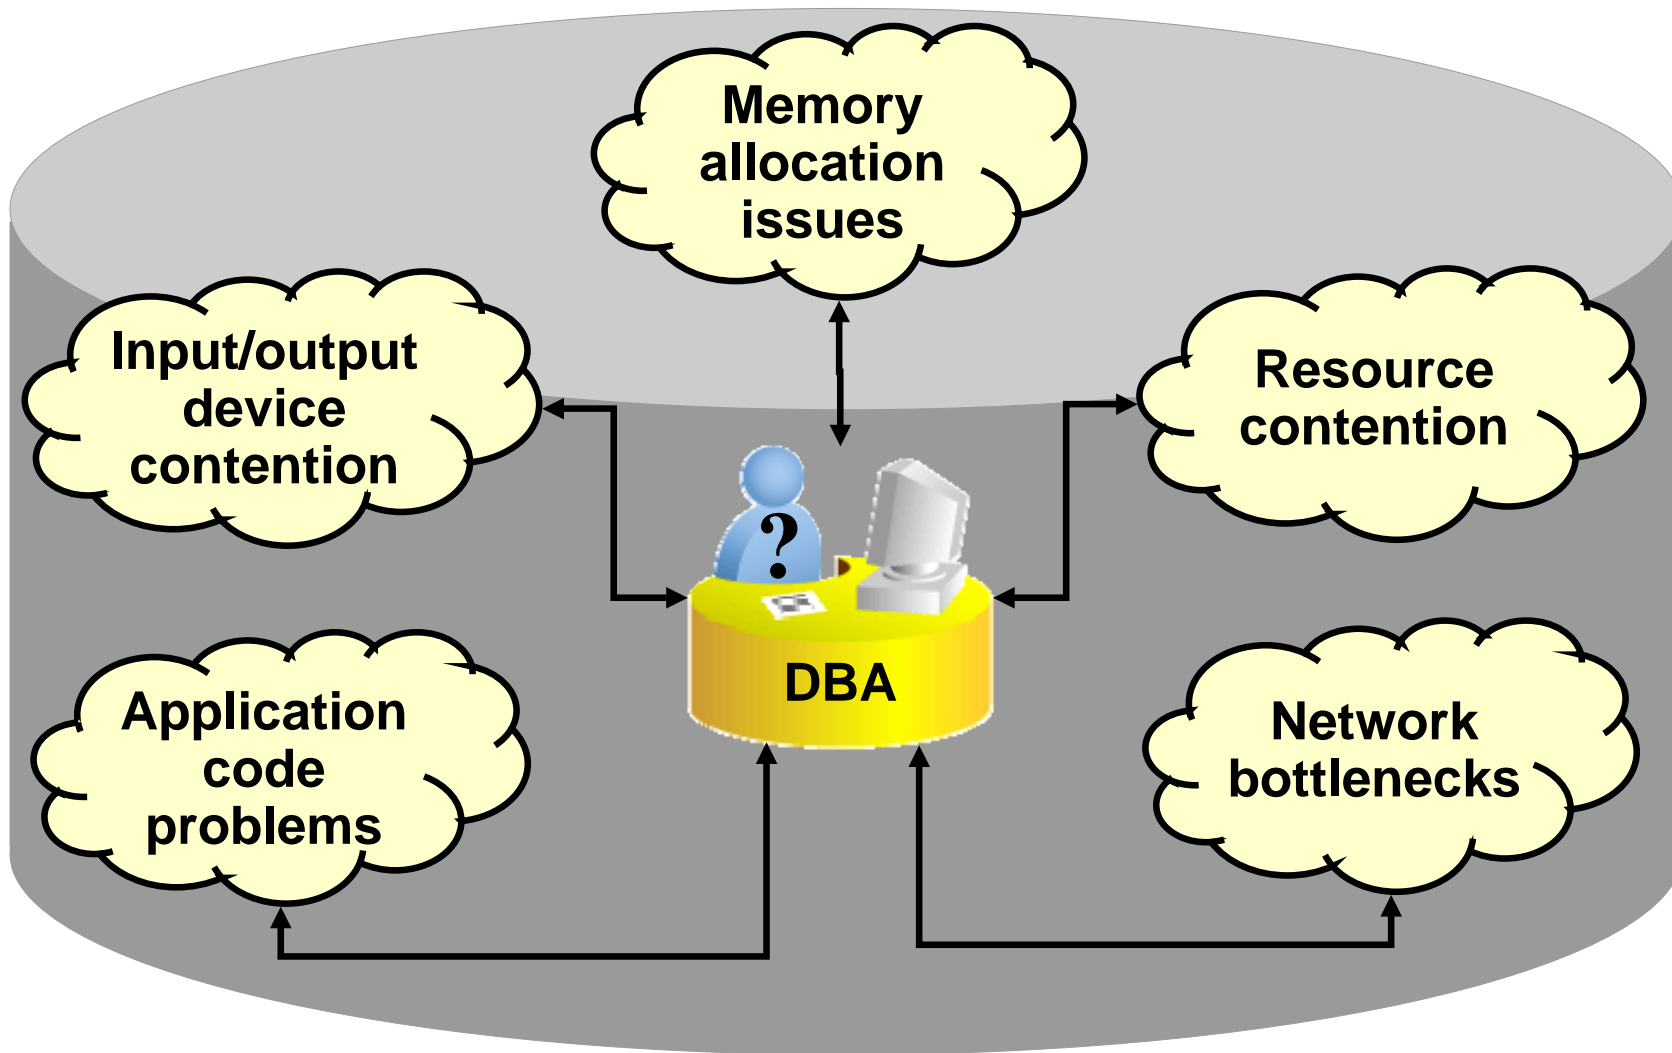 Memory
allocation
issues
Input/output
device
contention
Resource
contention
?
DBA
Application
code
problems
Network
bottlenecks